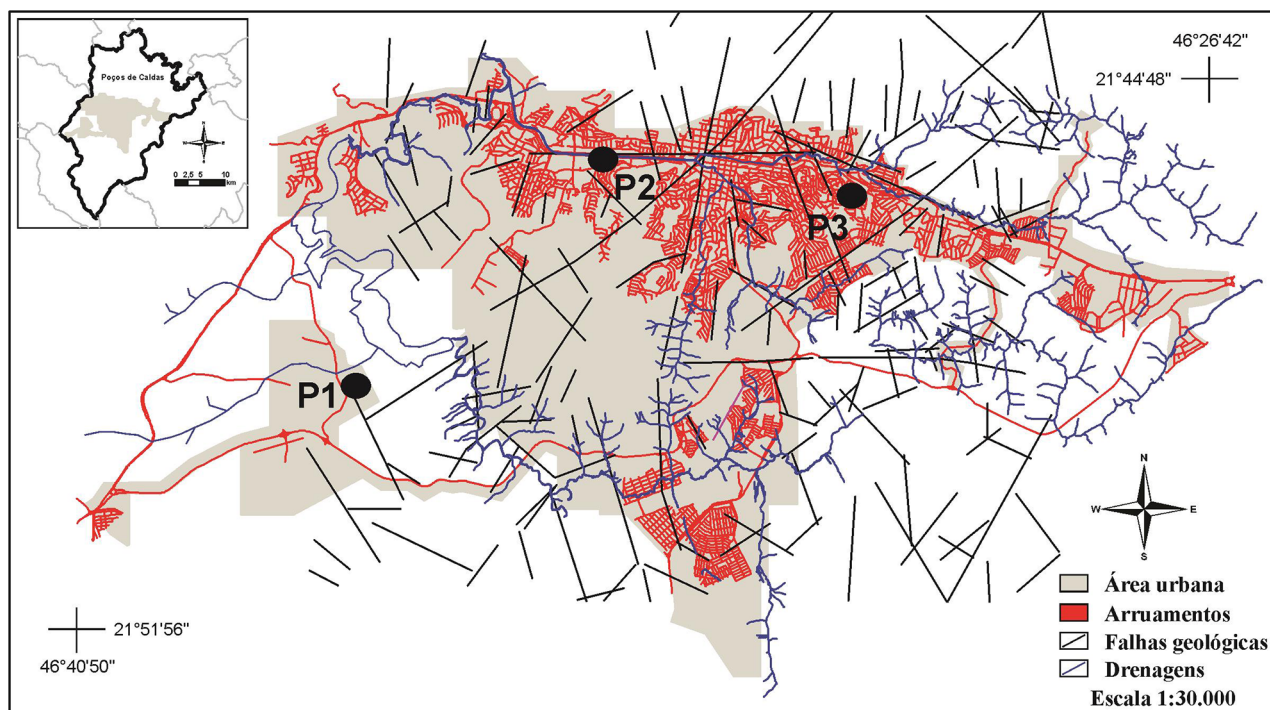 Poços de Caldas
0 2,5 5 10
km
46°26'42"
21°44'48"
P2
P3
P1
N
W E
S
21°51'56"
46°40'50"
Área urbana
Arruamentos
Falhas geológicas
Drenagens
Escala 1:30.000